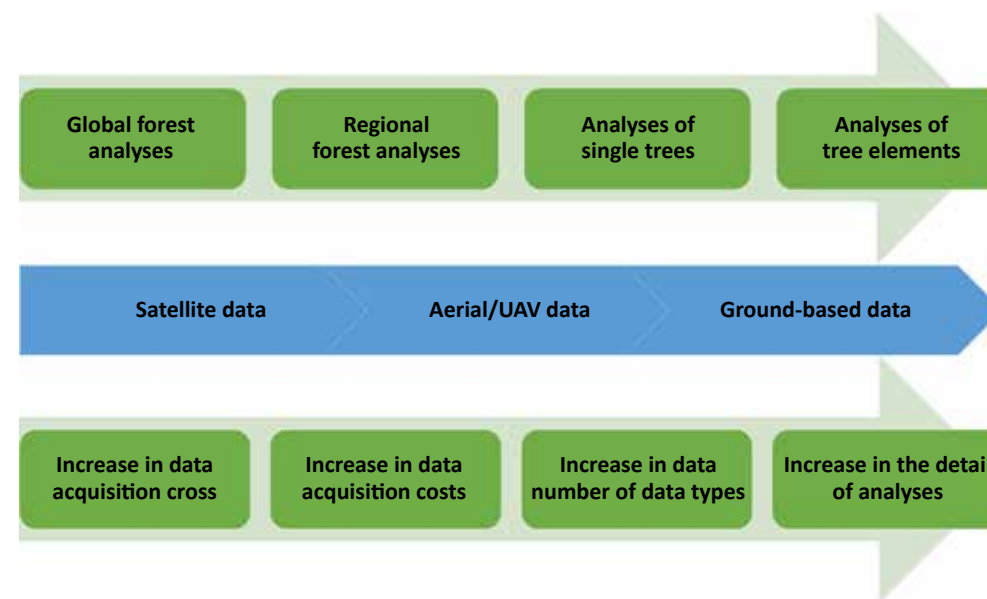 Global forest
analyses
Regional
forest analyses
Analyses of
single trees
Analyses of
tree elements
Satellite data
Aerial/UAV data
Ground-based data
Increase in data
acquisition cross
Increase in data
acquisition costs
Increase in data
number of data types
Increase in the detai
of analyses